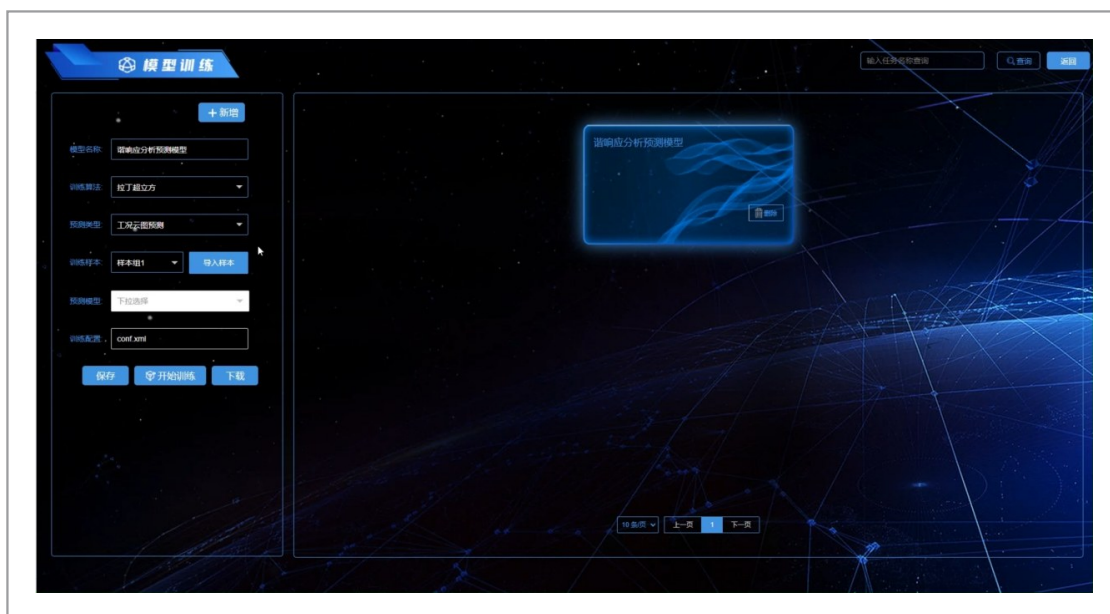 模型训练
输入任务名称查询
查询
返回
+ 新增
模型名称: 谐响应分析预测模型
训练算法: 拉丁超立方
预测类型: 工况云图预测
训练样本: 样本组1 导入样本
预测模型: 下拉选择
训练配置: conf.xml
保存 开始训练 下载
谐响应分析预测模型
删除
10 条/页 上一页 1 下一页